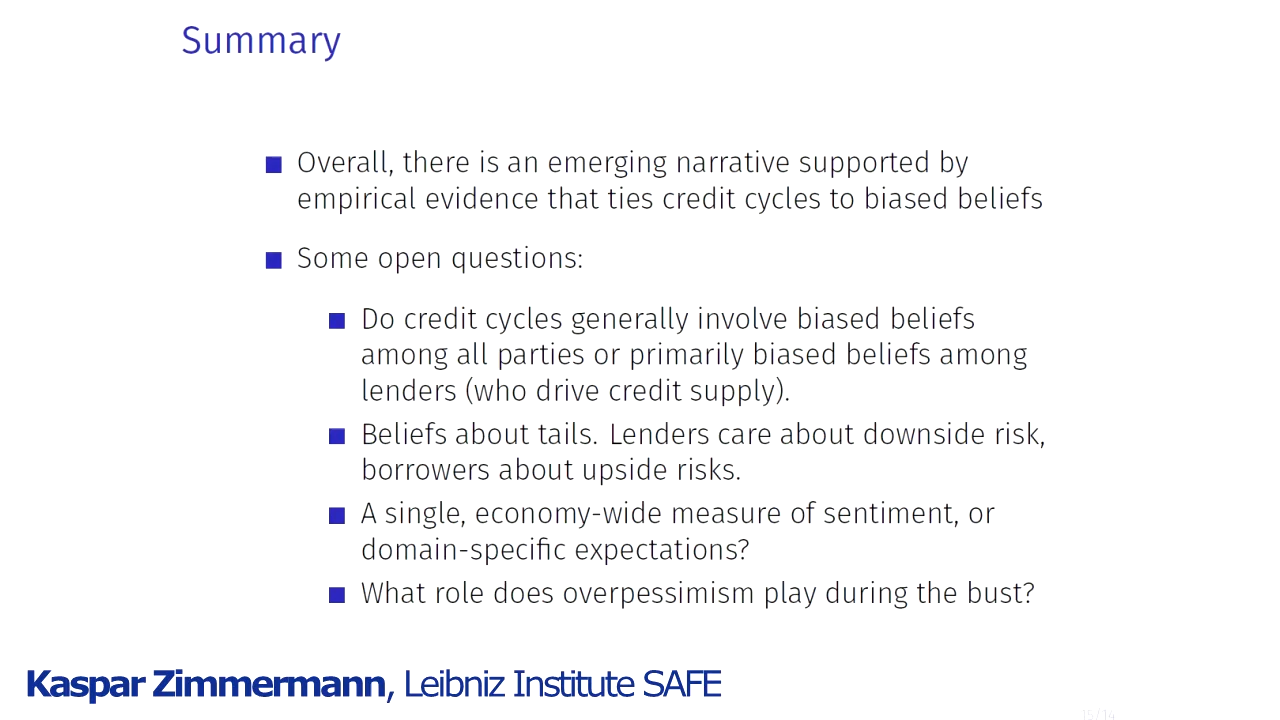 Summary
Overall, there is an emerging narrative supported by
empirical evidence that ties credit cycles to biased beliefs
Some open questions:
Do credit cycles generally involve biased beliefs
among all parties or primarily biased beliefs among
lenders (who drive credit supply).
Beliefs about tails. Lenders care about downside risk,
borrowers about upside risks.
A single, economy-wide measure of sentiment, or
domain-specific expectations?
What role does overpessimism play during the bust?
Kaspar Zimmermann, Leibniz Institute SAFE
15/14